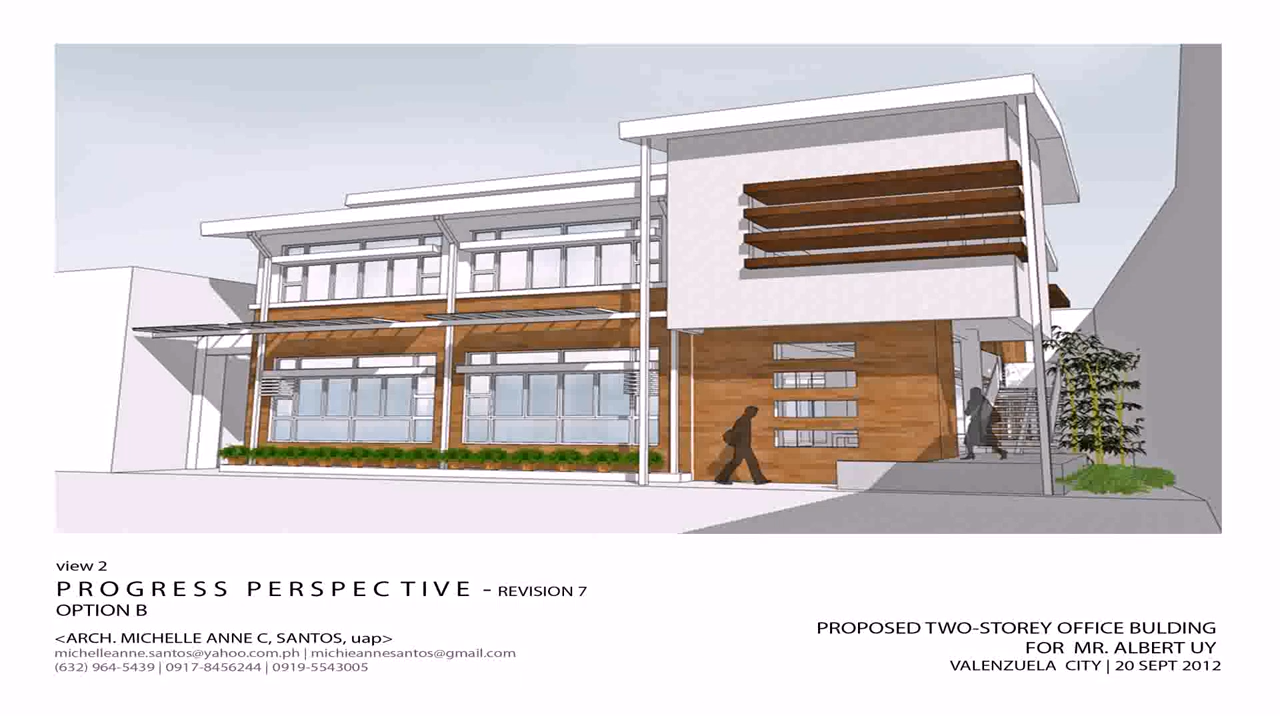 view 2
PROGRESS PERSPECTIVE - REVISION 7
OPTION B
<ARCH. MICHELLE ANNE C, SANTOS, uap>
michelleanne.santos@yahoo.com.ph | michieannesantos@gmail.com
(632) 964-5439 | 0917-8456244 | 0919-5543005
PROPOSED TWO-STOREY OFFICE BULDING
FOR MR. ALBERT UY
VALENZUELA CITY | 20 SEPT 2012